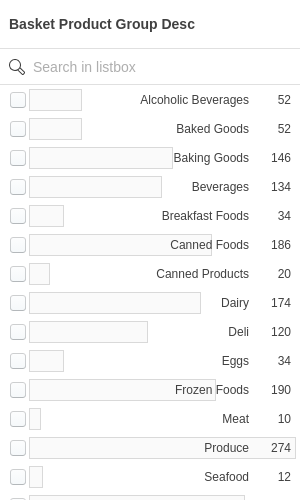 Basket Product Group Desc
Search in listbox
Alcoholic Beverages 52
Baked Goods 52
Baking Goods 146
Beverages 134
Breakfast Foods 34
Canned Foods 186
Canned Products 20
Dairy 174
Deli 120
Eggs 34
Frozen Foods 190
Meat 10
Produce 274
Seafood 12